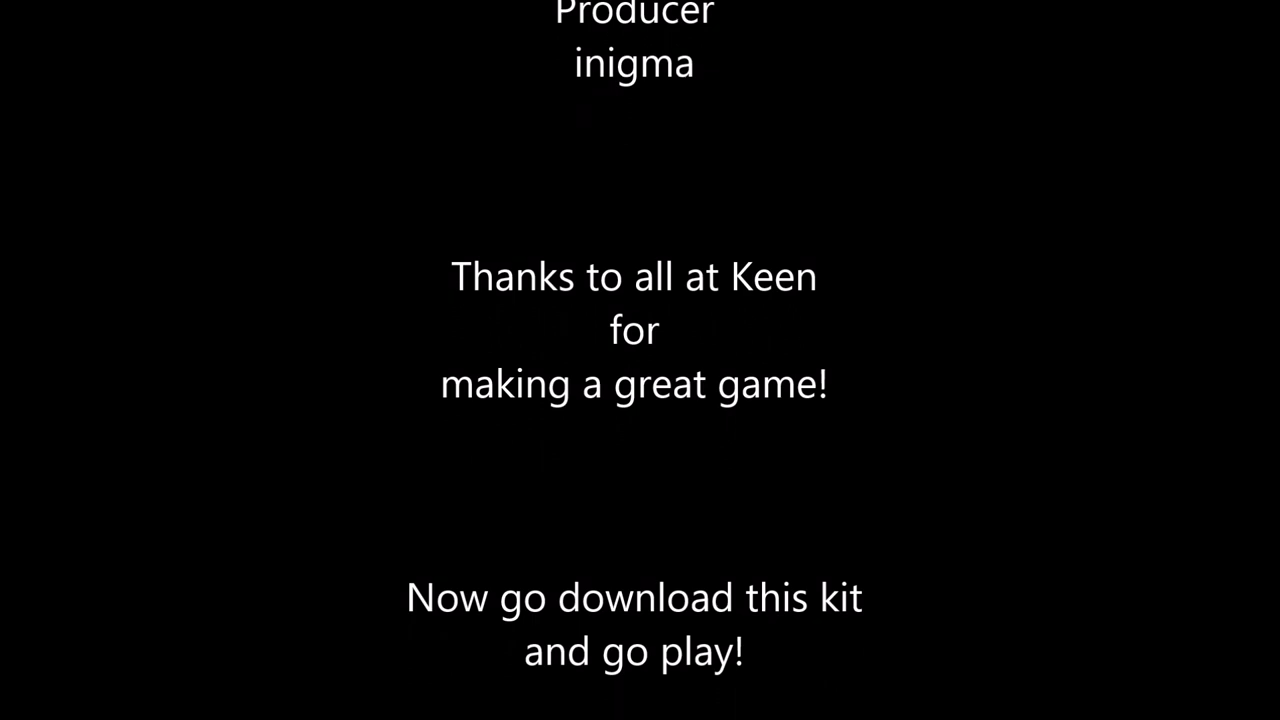 Producer
inigma
Thanks to all at Keen
for
making a great game!
Now go download this kit
and go play!